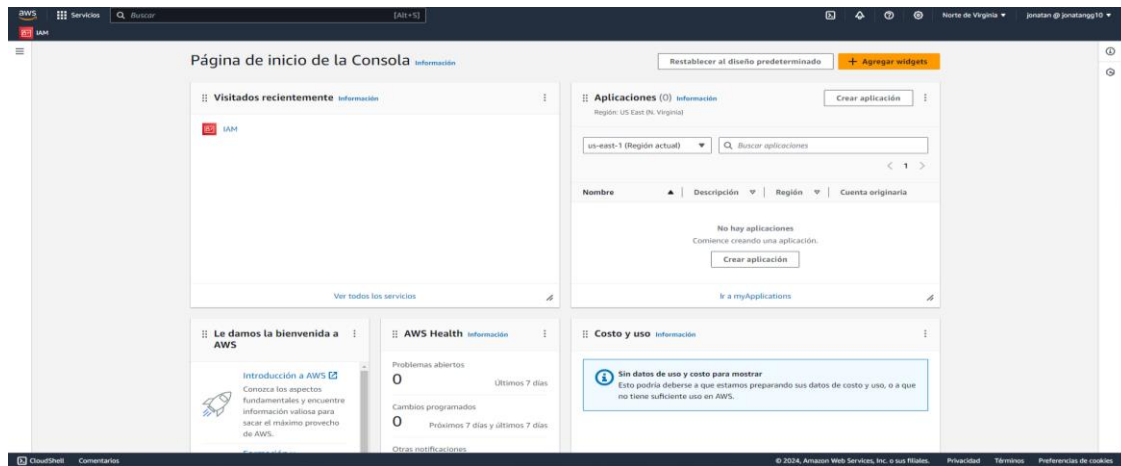 aws
Servicios
Buscar
[Alt+S]
Norte de Virginia
jonatan @ jonatangg10
IAM
Página de inicio de la Consola Información
Restablecer al diseño predeterminado
+ Agregar widgets
Visitados recientemente Información
IAM
Ver todos los servicios
Aplicaciones (0) Información
Región: US East (N. Virginia)
Crear aplicación
us-east-1 (Región actual)
Buscar aplicaciones
1
Nombre
Descripción
Región
Cuenta originaria
No hay aplicaciones
Comience creando una aplicación.
Crear aplicación
Ir a myApplications
Le damos la bienvenida a
AWS
Introducción a AWS
Conozca los aspectos
fundamentales y encuentre
información valiosa para
sacar el máximo provecho
de AWS.
AWS Health Información
Problemas abiertos
0
Últimos 7 días
Cambios programados
0
Próximos 7 días y últimos 7 días
Otras notificaciones
Costo y uso Información
Sin datos de uso y costo para mostrar
Esto podría deberse a que estamos preparando sus datos de costo y uso, o a que
no tiene suficiente uso en AWS.
CloudShell
Comentarios
© 2024, Amazon Web Services, Inc. o sus filiales.
Privacidad
Términos
Preferencias de cookies